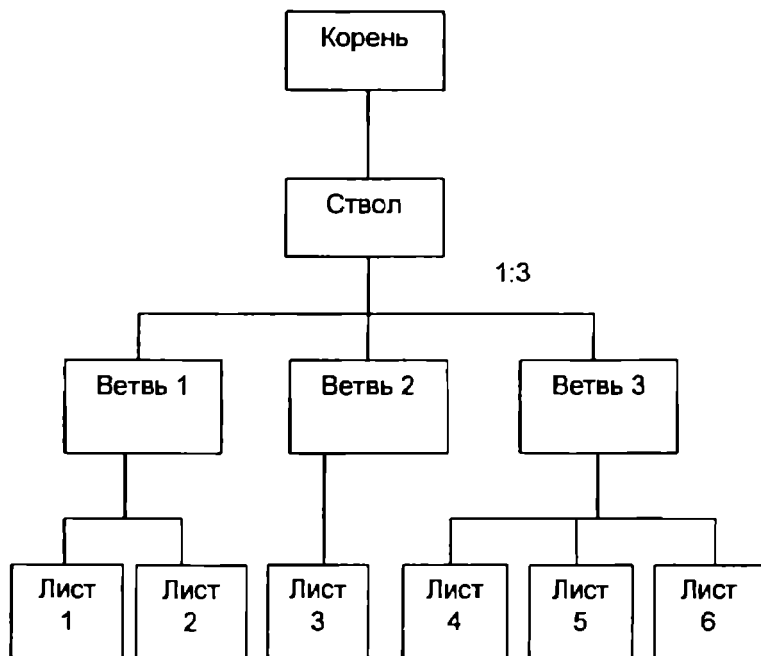 Корень
Ствол
1:3
Ветвь 1
Ветвь 2
Ветвь 3
Лист
1
Лист
2
Лист
3
Лист
4
Лист
5
Лист
6